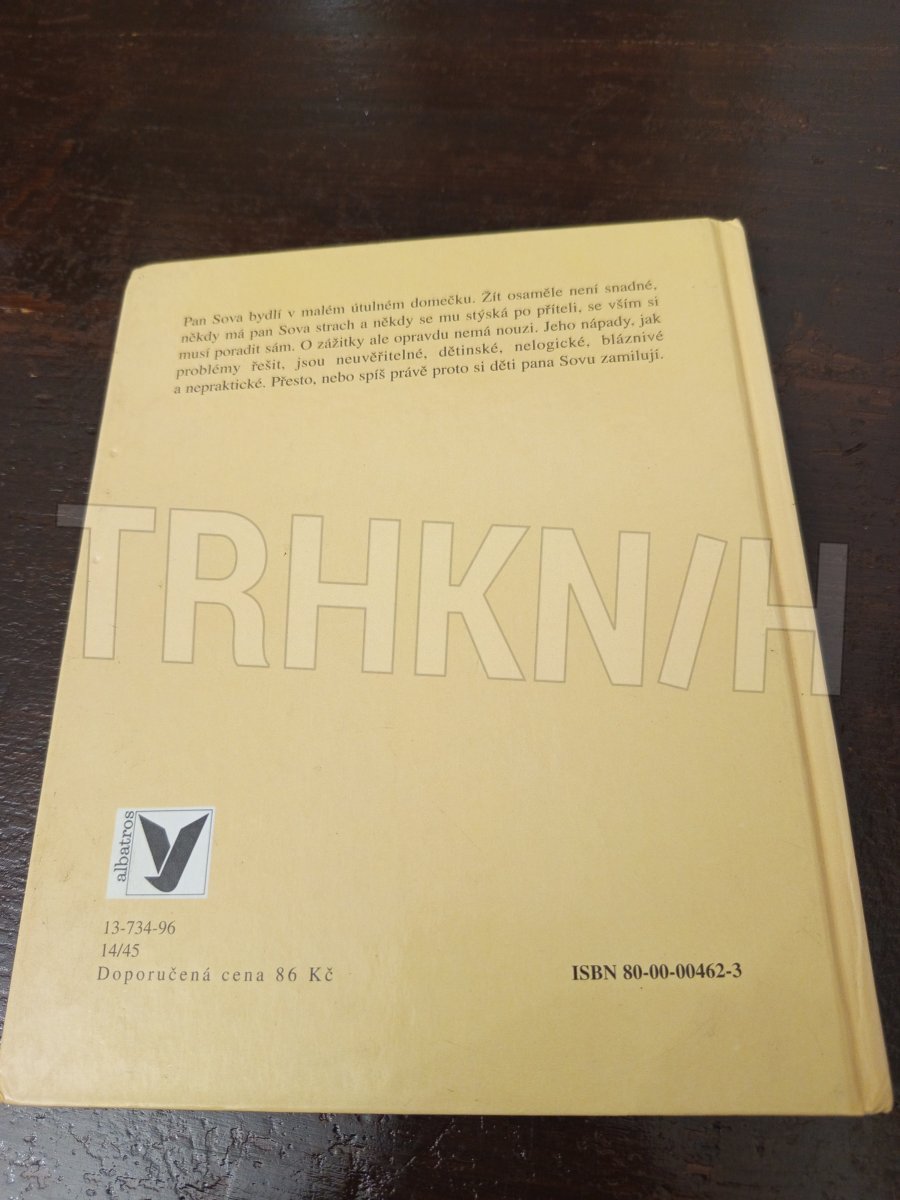 Pan Sova bydlí v malém útulném domečku. Žít osaměle není snadné,
někdy má pan Sova strach a někdy se mu stýská po příteli, se vším si
musí poradit sám. O zážitky ale opravdu nemá nouzi. Jeho nápady, jak
problémy řešit, jsou neuvěřitelné, dětinské, nelogické, bláznivé
a nepraktické. Přesto, nebo spíš právě proto si děti pana Sovu zamilují.
TRHKN/H
albatros
13-734-96
14/45
Doporučená cena 86 Kč
ISBN 80-00-00462-3